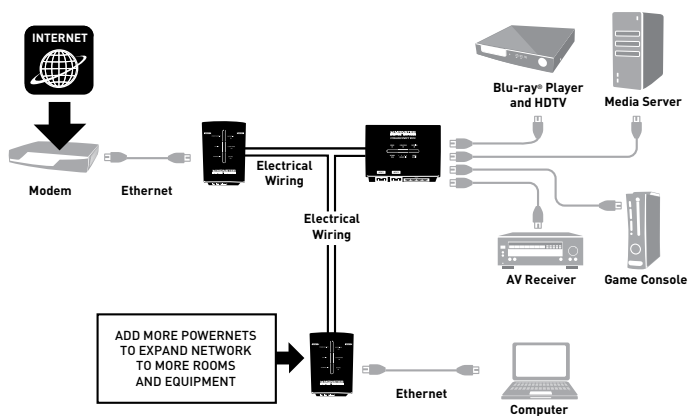 INTERNET
Blu-ray® Player
and HDTV
Media Server
Modem
Ethernet
Electrical
Wiring
Electrical
Wiring
AV Receiver
Game Console
ADD MORE POWERNETS
TO EXPAND NETWORK
TO MORE ROOMS
AND EQUIPMENT
Ethernet
Computer